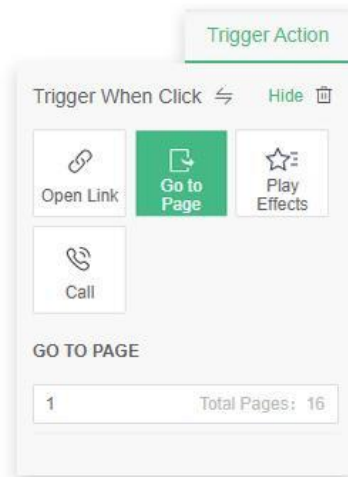 Trigger Action
Trigger When Click Hide
Open Link
Go to
Page
Play
Effects
Call
GO TO PAGE
1 Total Pages: 16